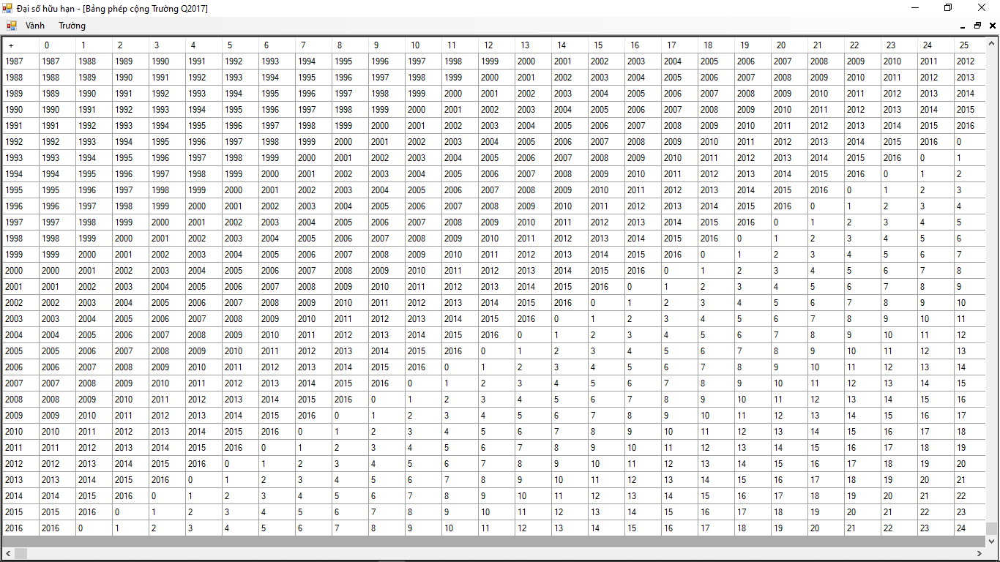 Đại số hữu hạn - [Bảng phép cộng Trường Q2017]
Vành Trường
+ 0 1 2 3 4 5 6 7 8 9 10 11 12 13 14 15 16 17 18 19 20 21 22 23 24 25
1987 1987 1988 1989 1990 1991 1992 1993 1994 1995 1996 1997 1998 1999 2000 2001 2002 2003 2004 2005 2006 2007 2008 2009 2010 2011 2012
1988 1988 1989 1990 1991 1992 1993 1994 1995 1996 1997 1998 1999 2000 2001 2002 2003 2004 2005 2006 2007 2008 2009 2010 2011 2012 2013
1989 1989 1990 1991 1992 1993 1994 1995 1996 1997 1998 1999 2000 2001 2002 2003 2004 2005 2006 2007 2008 2009 2010 2011 2012 2013 2014
1990 1990 1991 1992 1993 1994 1995 1996 1997 1998 1999 2000 2001 2002 2003 2004 2005 2006 2007 2008 2009 2010 2011 2012 2013 2014 2015
1991 1991 1992 1993 1994 1995 1996 1997 1998 1999 2000 2001 2002 2003 2004 2005 2006 2007 2008 2009 2010 2011 2012 2013 2014 2015 2016
1992 1992 1993 1994 1995 1996 1997 1998 1999 2000 2001 2002 2003 2004 2005 2006 2007 2008 2009 2010 2011 2012 2013 2014 2015 2016 0
1993 1993 1994 1995 1996 1997 1998 1999 2000 2001 2002 2003 2004 2005 2006 2007 2008 2009 2010 2011 2012 2013 2014 2015 2016 0 1
1994 1994 1995 1996 1997 1998 1999 2000 2001 2002 2003 2004 2005 2006 2007 2008 2009 2010 2011 2012 2013 2014 2015 2016 0 1 2
1995 1995 1996 1997 1998 1999 2000 2001 2002 2003 2004 2005 2006 2007 2008 2009 2010 2011 2012 2013 2014 2015 2016 0 1 2 3
1996 1996 1997 1998 1999 2000 2001 2002 2003 2004 2005 2006 2007 2008 2009 2010 2011 2012 2013 2014 2015 2016 0 1 2 3 4
1997 1997 1998 1999 2000 2001 2002 2003 2004 2005 2006 2007 2008 2009 2010 2011 2012 2013 2014 2015 2016 0 1 2 3 4 5
1998 1998 1999 2000 2001 2002 2003 2004 2005 2006 2007 2008 2009 2010 2011 2012 2013 2014 2015 2016 0 1 2 3 4 5 6
1999 1999 2000 2001 2002 2003 2004 2005 2006 2007 2008 2009 2010 2011 2012 2013 2014 2015 2016 0 1 2 3 4 5 6 7
2000 2000 2001 2002 2003 2004 2005 2006 2007 2008 2009 2010 2011 2012 2013 2014 2015 2016 0 1 2 3 4 5 6 7 8
2001 2001 2002 2003 2004 2005 2006 2007 2008 2009 2010 2011 2012 2013 2014 2015 2016 0 1 2 3 4 5 6 7 8 9
2002 2002 2003 2004 2005 2006 2007 2008 2009 2010 2011 2012 2013 2014 2015 2016 0 1 2 3 4 5 6 7 8 9 10
2003 2003 2004 2005 2006 2007 2008 2009 2010 2011 2012 2013 2014 2015 2016 0 1 2 3 4 5 6 7 8 9 10 11
2004 2004 2005 2006 2007 2008 2009 2010 2011 2012 2013 2014 2015 2016 0 1 2 3 4 5 6 7 8 9 10 11 12
2005 2005 2006 2007 2008 2009 2010 2011 2012 2013 2014 2015 2016 0 1 2 3 4 5 6 7 8 9 10 11 12 13
2006 2006 2007 2008 2009 2010 2011 2012 2013 2014 2015 2016 0 1 2 3 4 5 6 7 8 9 10 11 12 13 14
2007 2007 2008 2009 2010 2011 2012 2013 2014 2015 2016 0 1 2 3 4 5 6 7 8 9 10 11 12 13 14 15
2008 2008 2009 2010 2011 2012 2013 2014 2015 2016 0 1 2 3 4 5 6 7 8 9 10 11 12 13 14 15 16
2009 2009 2010 2011 2012 2013 2014 2015 2016 0 1 2 3 4 5 6 7 8 9 10 11 12 13 14 15 16 17
2010 2010 2011 2012 2013 2014 2015 2016 0 1 2 3 4 5 6 7 8 9 10 11 12 13 14 15 16 17 18
2011 2011 2012 2013 2014 2015 2016 0 1 2 3 4 5 6 7 8 9 10 11 12 13 14 15 16 17 18 19
2012 2012 2013 2014 2015 2016 0 1 2 3 4 5 6 7 8 9 10 11 12 13 14 15 16 17 18 19 20
2013 2013 2014 2015 2016 0 1 2 3 4 5 6 7 8 9 10 11 12 13 14 15 16 17 18 19 20 21
2014 2014 2015 2016 0 1 2 3 4 5 6 7 8 9 10 11 12 13 14 15 16 17 18 19 20 21 22
2015 2015 2016 0 1 2 3 4 5 6 7 8 9 10 11 12 13 14 15 16 17 18 19 20 21 22 23
2016 2016 0 1 2 3 4 5 6 7 8 9 10 11 12 13 14 15 16 17 18 19 20 21 22 23 24